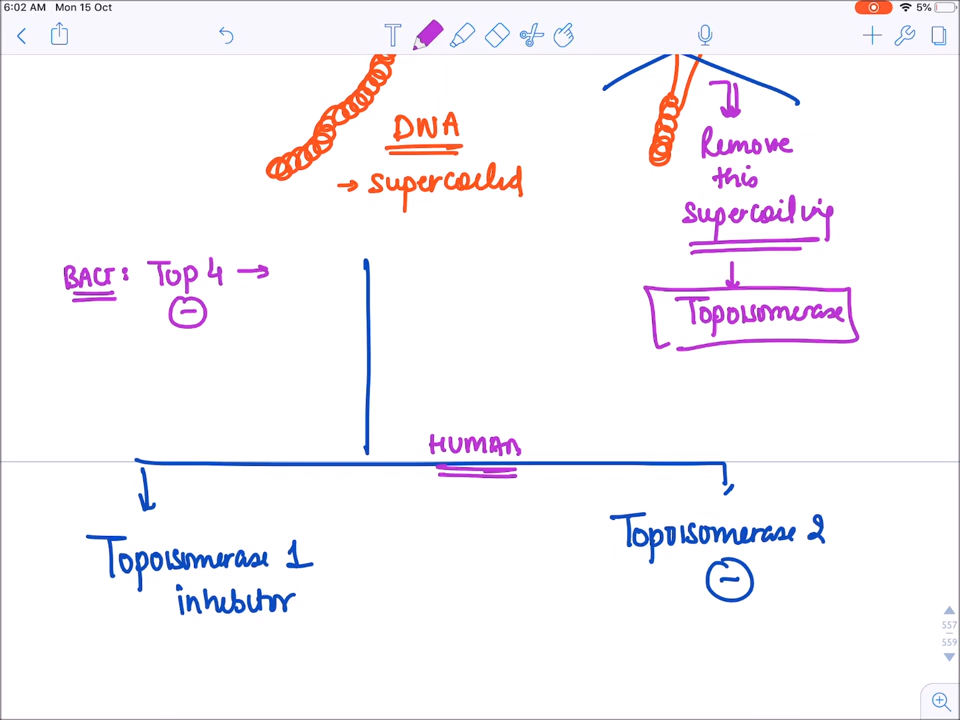 6:02 AM Mon 15 Oct
5%
T
DNA
→ Supercoiled
Remove
this
Supercoilving
Topoisomerase
BACT: Top 4 →
−
HUMAN
Topoisomerase 1
inhibitor
Topoisomerase 2
−
557
559